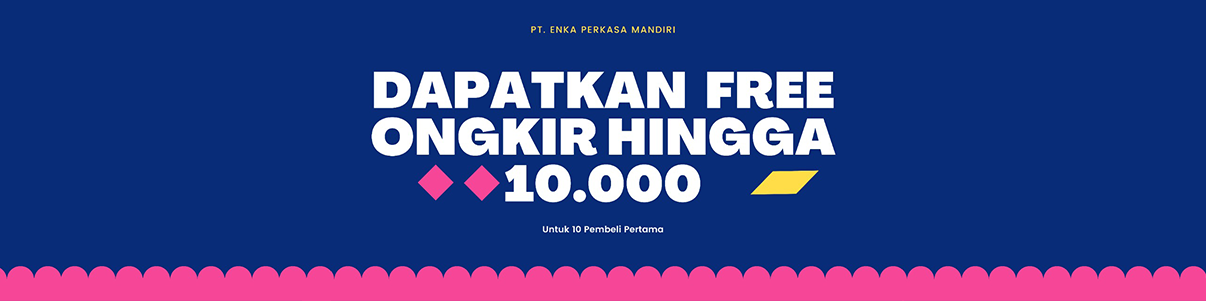 PT. ENKA PERKASA MANDIRI
DAPATKAN FREE
ONGKIR HINGGA
10.000
Untuk 10 Pembeli Pertama